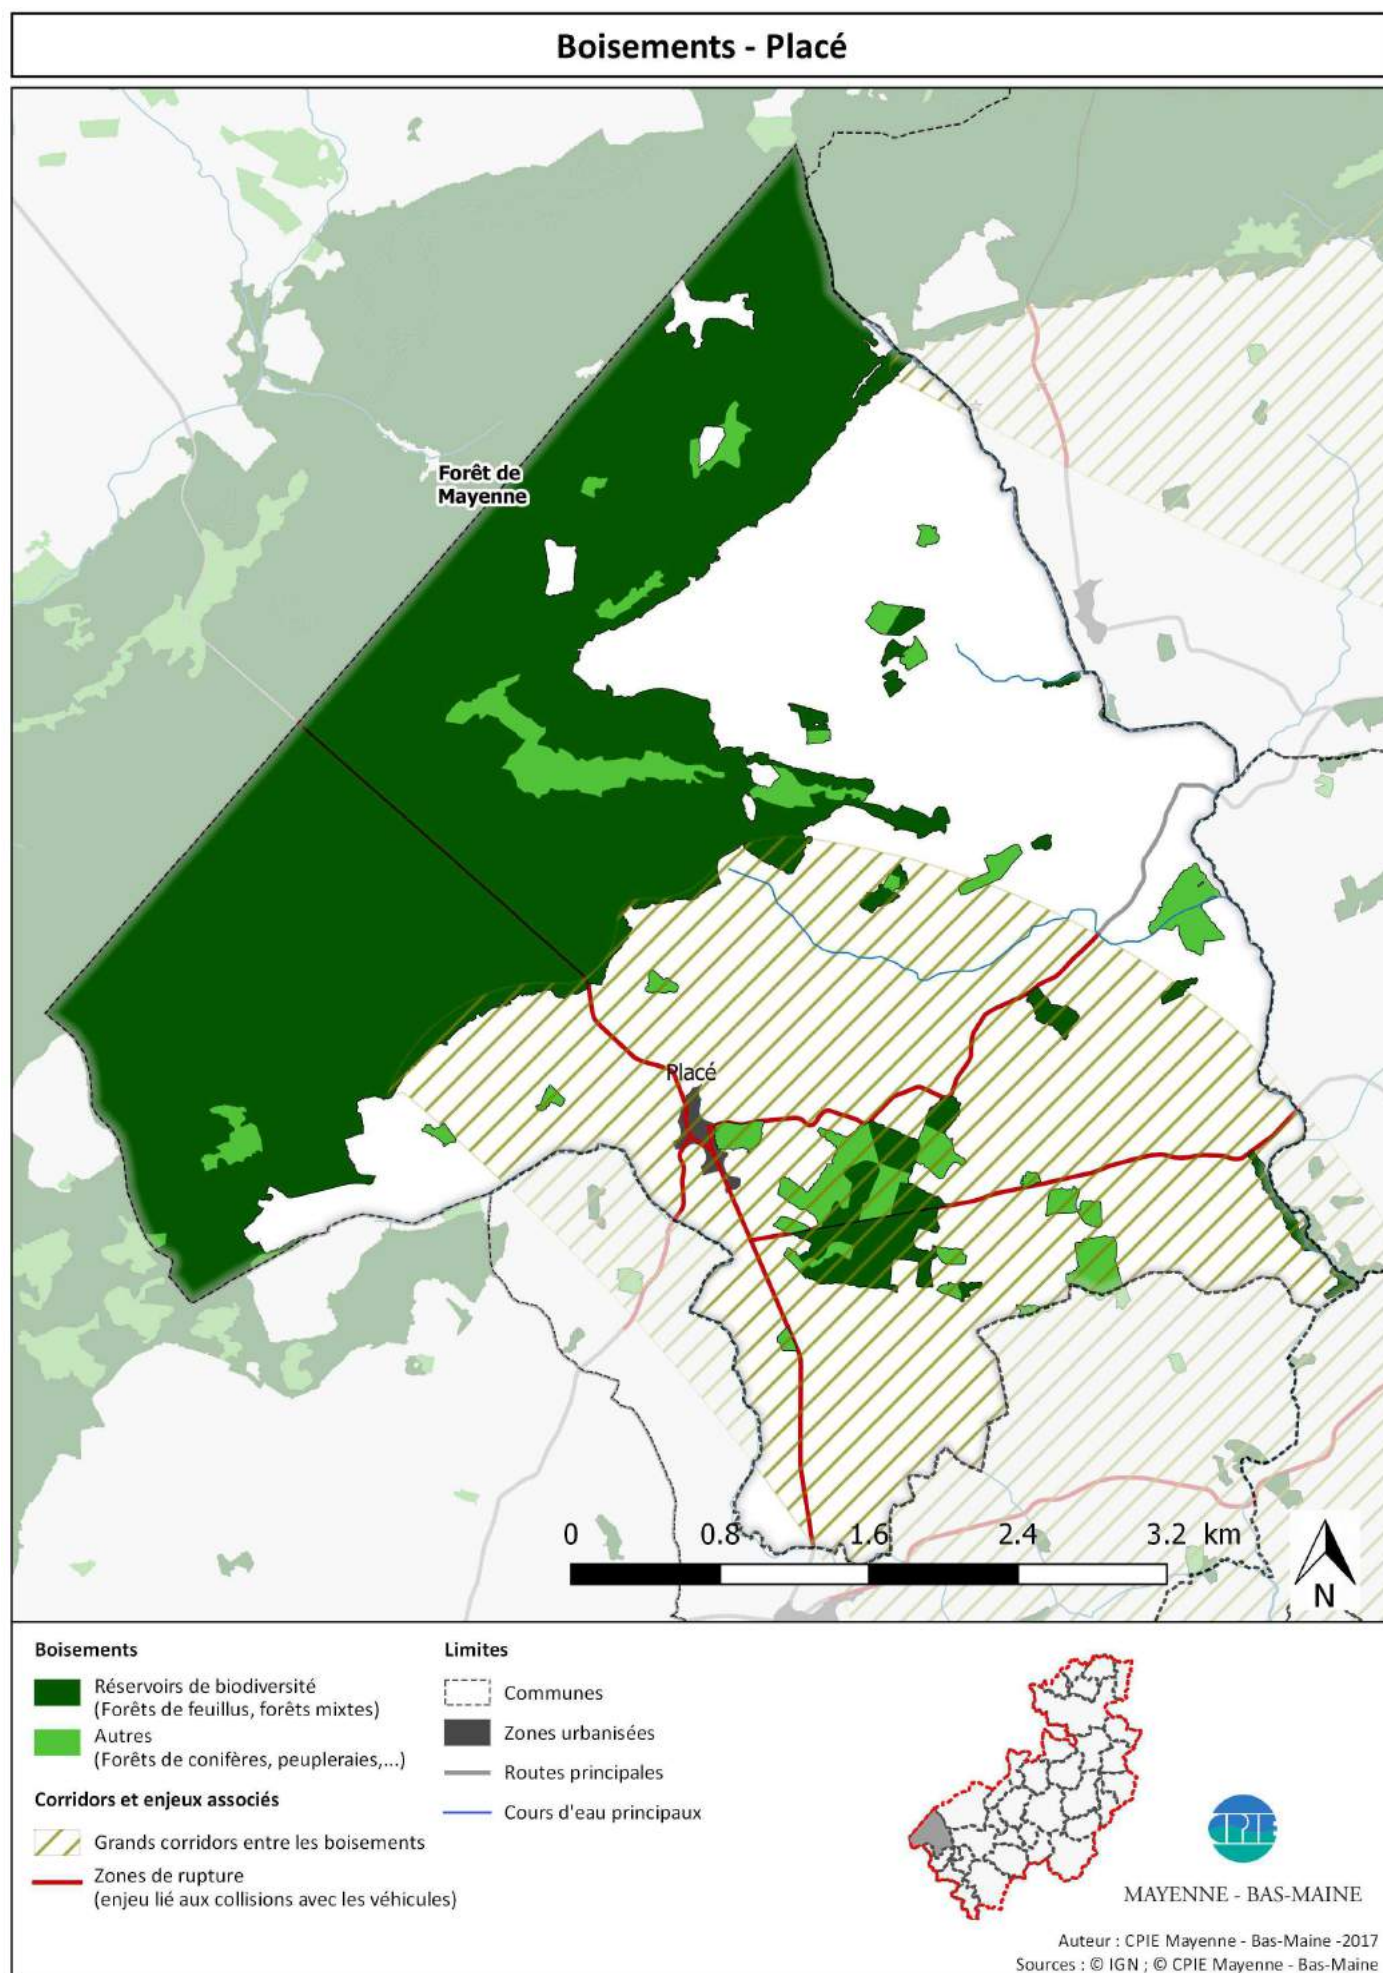 Boisements - Placé
Forêt de
Mayenne
Placé
0 0.8 1.6 2.4 3.2 km
N
Boisements
Réservoirs de biodiversité
(Forêts de feuillus, forêts mixtes)
Autres
(Forêts de conifères, peupleraies,...)
Corridors et enjeux associés
Grands corridors entre les boisements
Zones de rupture
(enjeu lié aux collisions avec les véhicules)
Limites
Communes
Zones urbanisées
Routes principales
Cours d'eau principaux
CPIE
MAYENNE - BAS-MAINE
Auteur : CPIE Mayenne - Bas-Maine -2017
Sources : © IGN ; © CPIE Mayenne - Bas-Maine